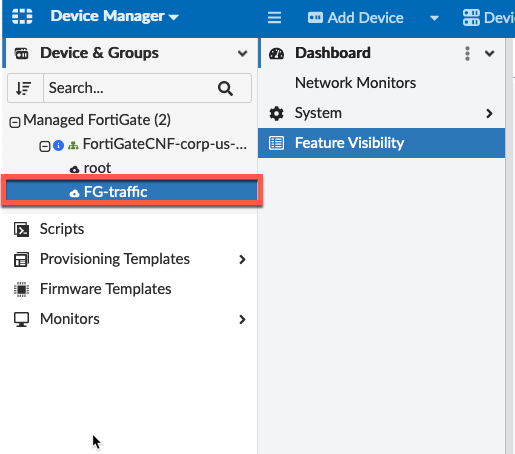 Device Manager
Add Device
Devi
Device & Groups
Search...
Managed FortiGate (2)
FortiGateCNF-corp-us-...
root
FG-traffic
Scripts
Provisioning Templates
Firmware Templates
Monitors
Dashboard
Network Monitors
System
Feature Visibility